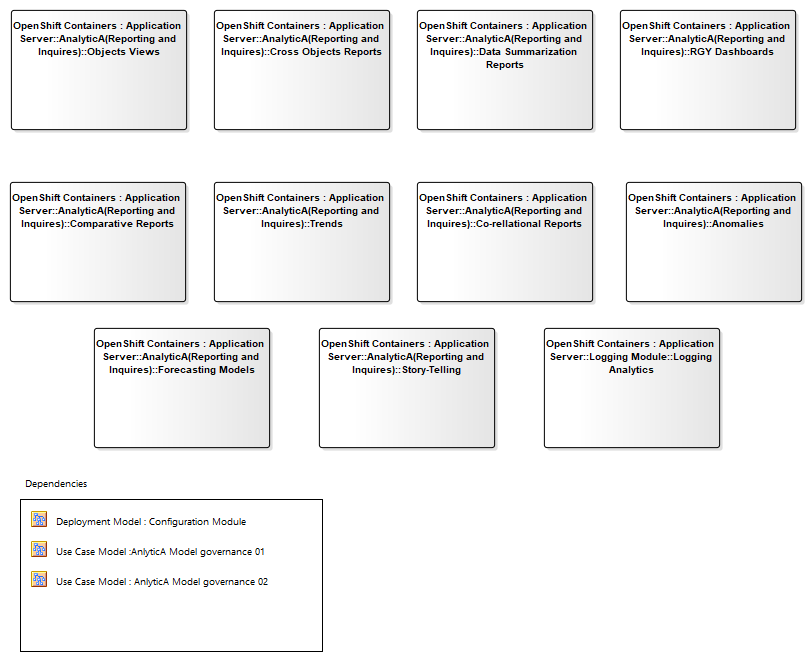 OpenShift Containers : Application
Server::AnalyticA(Reporting and
Inquires)::Objects Views
OpenShift Containers : Application
Server::AnalyticA(Reporting and
Inquires)::Cross Objects Reports
OpenShift Containers : Application
Server::AnalyticA(Reporting and
Inquires)::Data Summarization
Reports
OpenShift Containers : Application
Server::AnalyticA(Reporting and
Inquires)::RGY Dashboards
OpenShift Containers : Application
Server::AnalyticA(Reporting and
Inquires)::Comparative Reports
OpenShift Containers : Application
Server::AnalyticA(Reporting and
Inquires)::Trends
OpenShift Containers : Application
Server::AnalyticA(Reporting and
Inquires)::Co-rellational Reports
OpenShift Containers : Application
Server::AnalyticA(Reporting and
Inquires)::Anomalies
OpenShift Containers : Application
Server::AnalyticA(Reporting and
Inquires)::Forecasting Models
OpenShift Containers : Application
Server::AnalyticA(Reporting and
Inquires)::Story-Telling
OpenShift Containers : Application
Server::Logging Module::Logging
Analytics
Dependencies
Deployment Model : Configuration Module
Use Case Model :AnlyticA Model governance 01
Use Case Model : AnlyticA Model governance 02